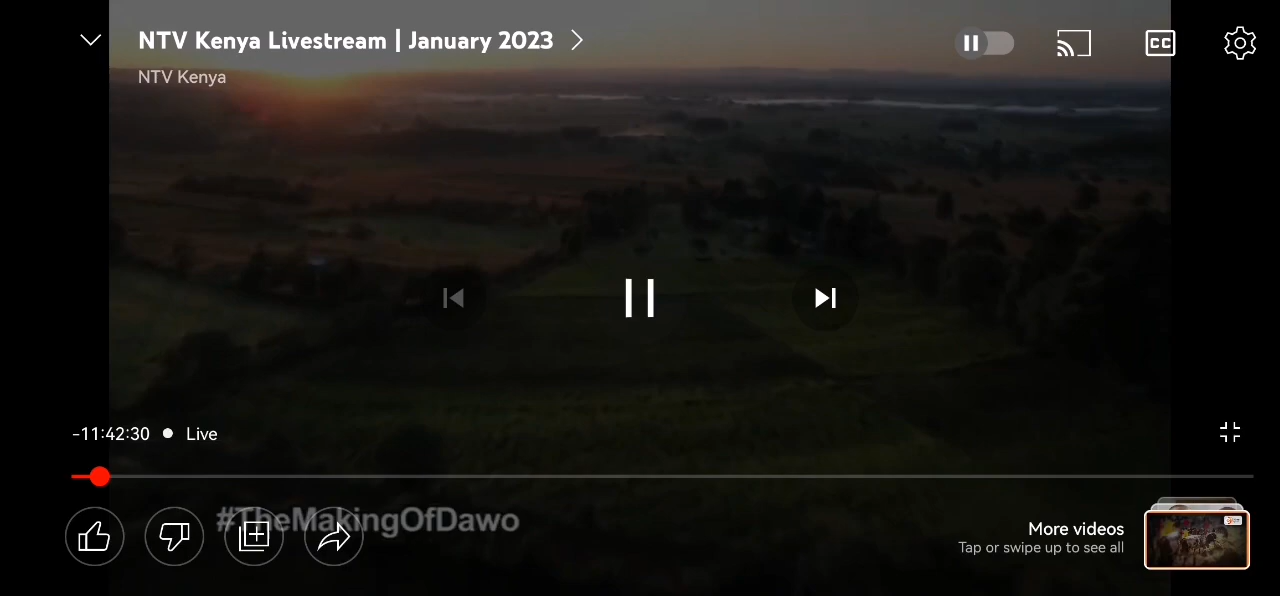 NTV Kenya Livestream | January 2023
NTV Kenya
CC
-11:42:30 ● Live
#TheMakingOfDawo
More videos
Tap or swipe up to see all